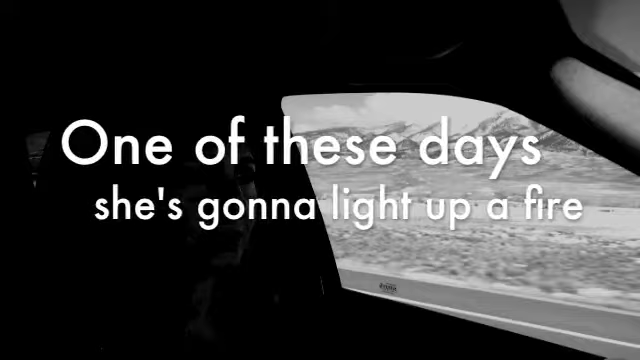 One of these days
she's gonna light up a fire